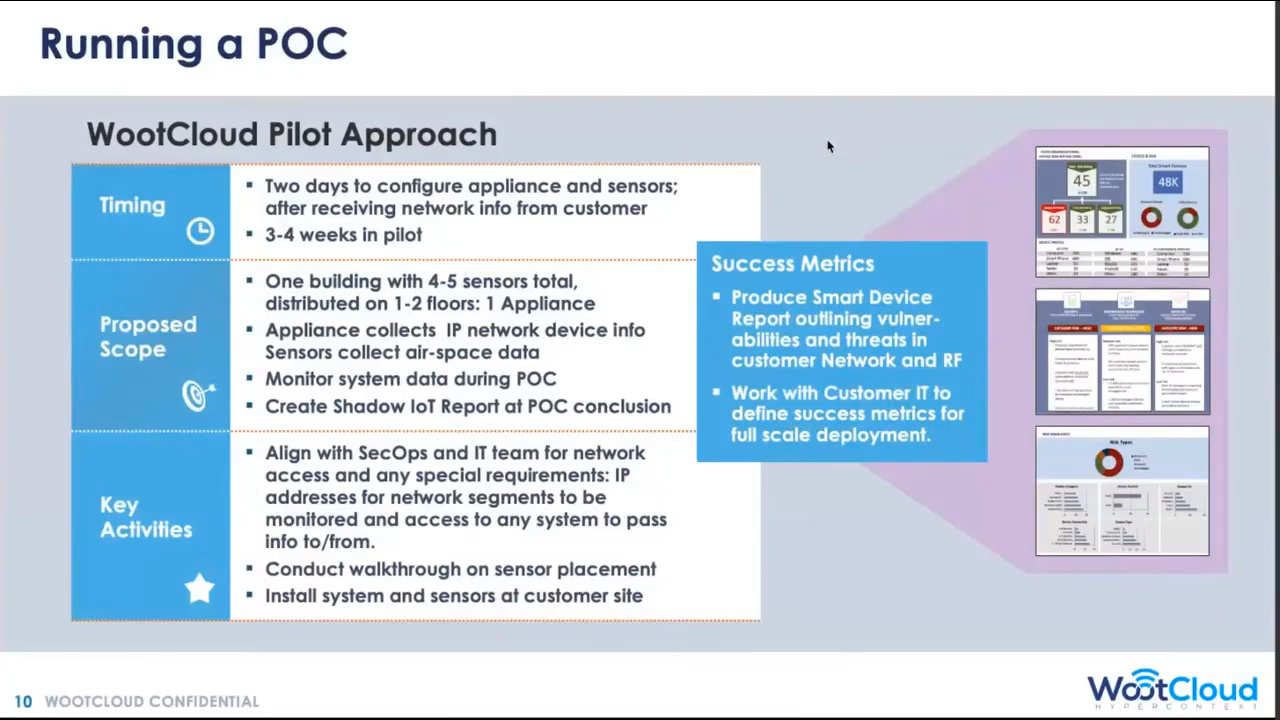 Running a POC
WootCloud Pilot Approach
Timing
▪ Two days to configure appliance and sensors;
after receiving network info from customer
▪ 3-4 weeks in pilot
Proposed
Scope
▪ One building with 4-5 sensors total,
distributed on 1-2 floors: 1 Appliance
▪ Appliance collects IP network device info
Sensors collect air-space data
▪ Monitor system data during POC
▪ Create Shadow IoT Report at POC conclusion
Key
Activities
▪ Align with SecOps and IT team for network
access and any special requirements: IP
addresses for network segments to be
monitored and access to any system to pass
info to/from.
▪ Conduct walkthrough on sensor placement
▪ Install system and sensors at customer site
Success Metrics
▪ Produce Smart Device
Report outlining vulner-
abilities and threats in
customer Network and RF
▪ Work with Customer IT to
define success metrics for
full scale deployment.
45
62 33 27
Total Smart Devices
48K
Risk Types
10 WOOTCLOUD CONFIDENTIAL
WootCloud
HYPERCONTEXT